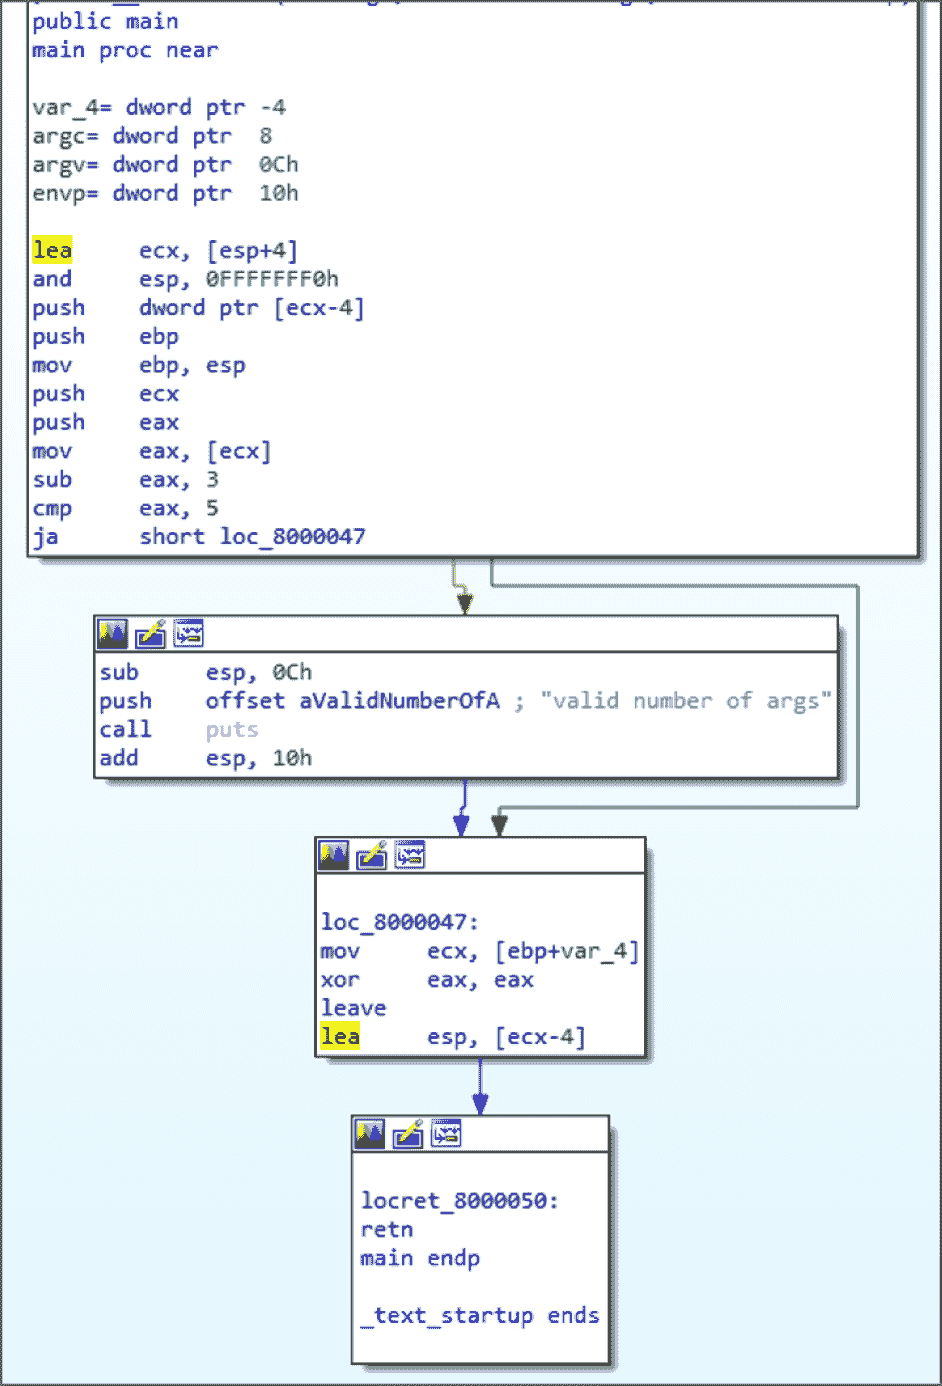 public main
main proc near
var_4= dword ptr -4
argc= dword ptr  8
argv= dword ptr  0Ch
envp= dword ptr  10h
lea     ecx, [esp+4]
and     esp, 0FFFFFFF0h
push    dword ptr [ecx-4]
push    ebp
mov     ebp, esp
push    ecx
push    eax
mov     eax, [ecx]
sub     eax, 3
cmp     eax, 5
ja      short loc_8000047
sub     esp, 0Ch
push    offset aValidNumberOfA ; "valid number of args"
call    puts
add     esp, 10h
loc_8000047:
mov     ecx, [ebp+var_4]
xor     eax, eax
leave
lea     esp, [ecx-4]
locret_8000050:
retn
main endp
_text_startup ends